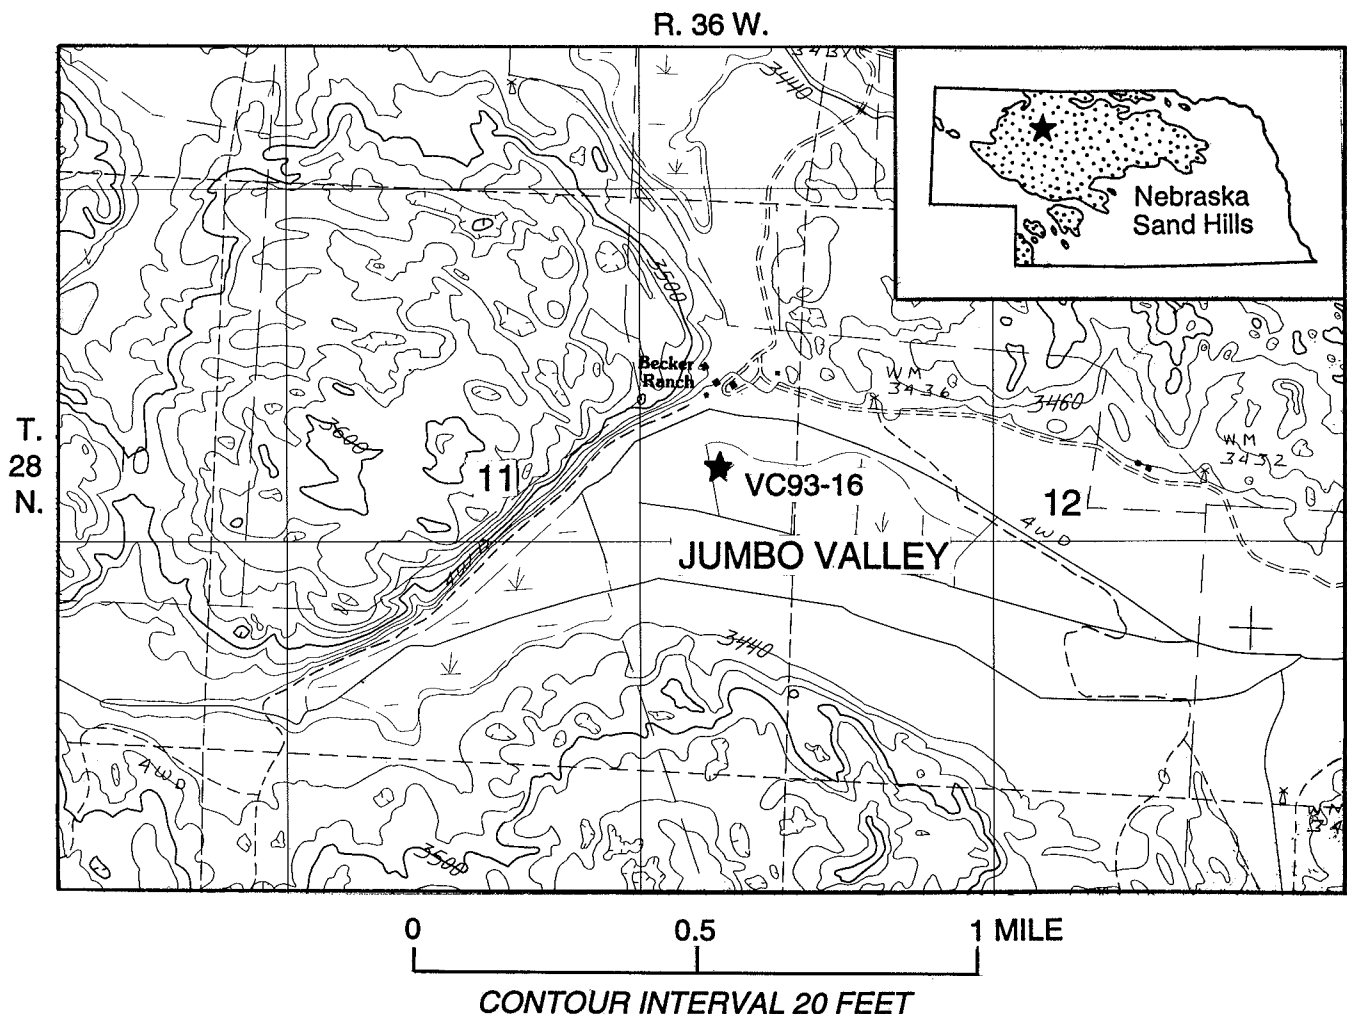 R. 36 W.
3440
Nebraska
Sand Hills
3500
Becker
Ranch
WM
3436
3460
WM
3432
T.
28
N.
3600
11
VC93-16
12
4WD
4WD
JUMBO VALLEY
3440
4WD
3500
0
0.5
1 MILE
CONTOUR INTERVAL 20 FEET